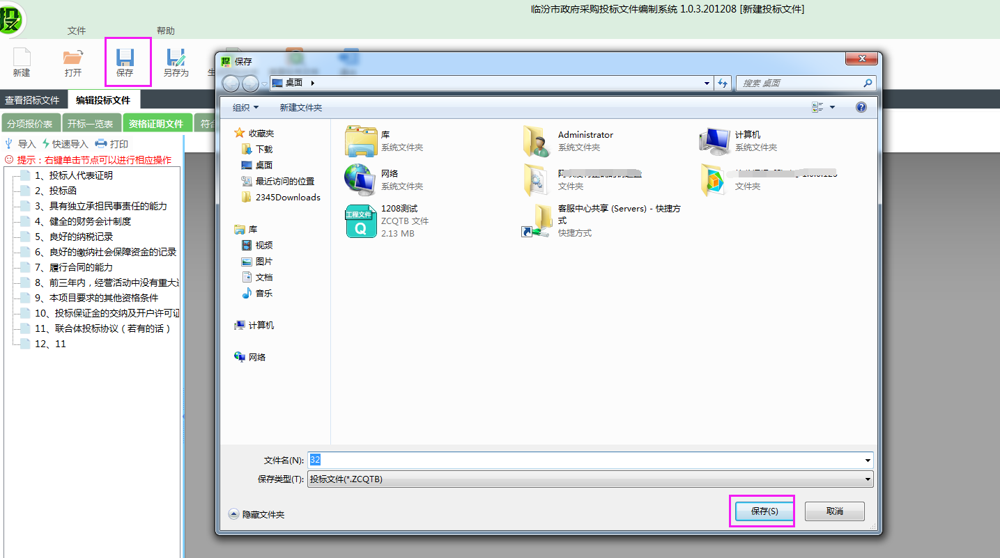 投
临汾市政府采购投标文件编制系统 1.0.3.201208 [新建投标文件]
文件
帮助
新建
打开
保存
另存为
生
查看招标文件
编辑投标文件
分项报价表
开标一览表
资格证明文件
符合
导入
快速导入
打印
提示：右键单击节点可以进行相应操作
1、投标人代表证明
2、投标函
3、具有独立承担民事责任的能力
4、健全的财务会计制度
5、良好的纳税记录
6、良好的缴纳社会保障资金的记录
7、履行合同的能力
8、前三年内，经营活动中没有重大
9、本项目要求的其他资格条件
10、投标保证金的交纳及开户许可证
11、联合体投标协议（若有的话）
12、11
保存
桌面
搜索 桌面
组织
新建文件夹
收藏夹
下载
桌面
最近访问的位置
2345Downloads
库
视频
图片
文档
音乐
计算机
网络
库
系统文件夹
Administrator
系统文件夹
计算机
系统文件夹
网络
系统文件夹
文件夹
文件夹
工程文件
Q
1208测试
ZCQTB 文件
2.13 MB
客服中心共享 (Servers) - 快捷方
式
快捷方式
文件名(N):
32
保存类型(T):
投标文件(*.ZCQTB)
隐藏文件夹
保存(S)
取消